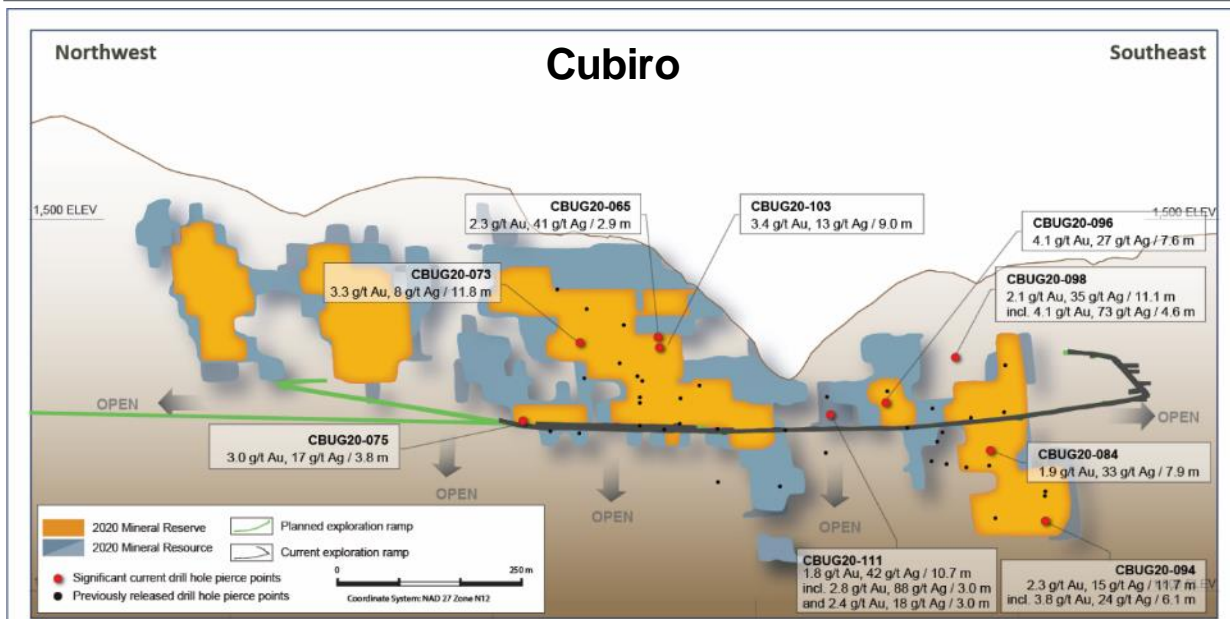 Cubiro
Northwest
Southeast
1,500 ELEV
1,500 ELEV
CBUG20-065
2.3 g/t Au, 41 g/t Ag / 2.9 m
CBUG20-103
3.4 g/t Au, 13 g/t Ag / 9.0 m
CBUG20-096
4.1 g/t Au, 27 g/t Ag / 7.6 m
CBUG20-073
3.3 g/t Au, 8 g/t Ag / 11.8 m
CBUG20-098
2.1 g/t Au, 35 g/t Ag / 11.1 m
incl. 4.1 g/t Au, 73 g/t Ag / 4.6 m
OPEN
OPEN
CBUG20-075
3.0 g/t Au, 17 g/t Ag / 3.8 m
CBUG20-084
1.9 g/t Au, 33 g/t Ag / 7.9 m
OPEN
OPEN
OPEN
CBUG20-111
1.8 g/t Au, 42 g/t Ag / 10.7 m
incl. 2.8 g/t Au, 88 g/t Ag / 3.0 m
and 2.4 g/t Au, 18 g/t Ag / 3.0 m
CBUG20-094
2.3 g/t Au, 15 g/t Ag / 11.7 m
incl. 3.8 g/t Au, 24 g/t Ag / 6.1 m
ELEV
2020 Mineral Reserve
2020 Mineral Resource
Planned exploration ramp
Current exploration ramp
Significant current drill hole pierce points
Previously released drill hole pierce points
0 250 m
Coordinate System: NAD 27 Zone N12